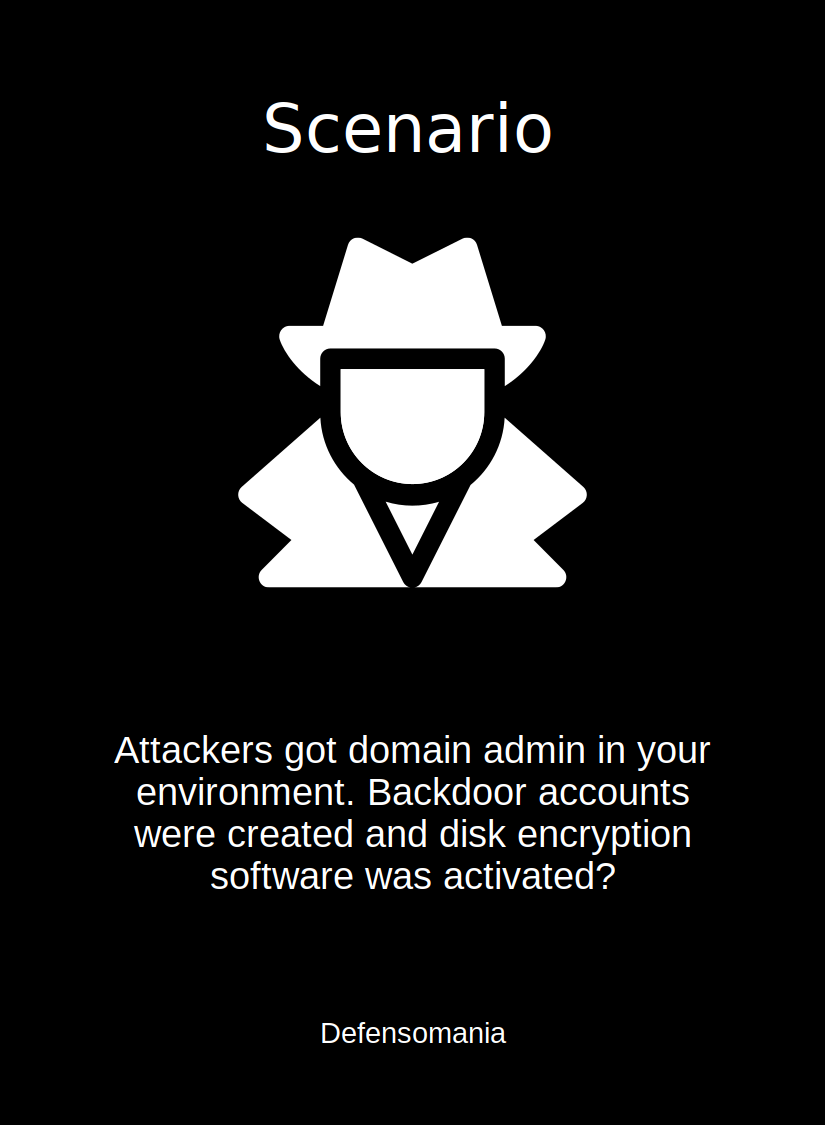 Scenario
Attackers got domain admin in your
environment. Backdoor accounts
were created and disk encryption
software was activated?
Defensomania